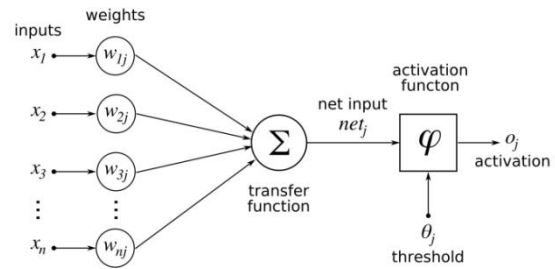 inputs
weights
x₁
w₁ⱼ
x₂
w₂ⱼ
x₃
w₃ⱼ
⋮
⋮
xₙ
wₙⱼ
Σ
transfer
function
net input
netⱼ
activation
functon
φ
oⱼ
activation
θⱼ
threshold